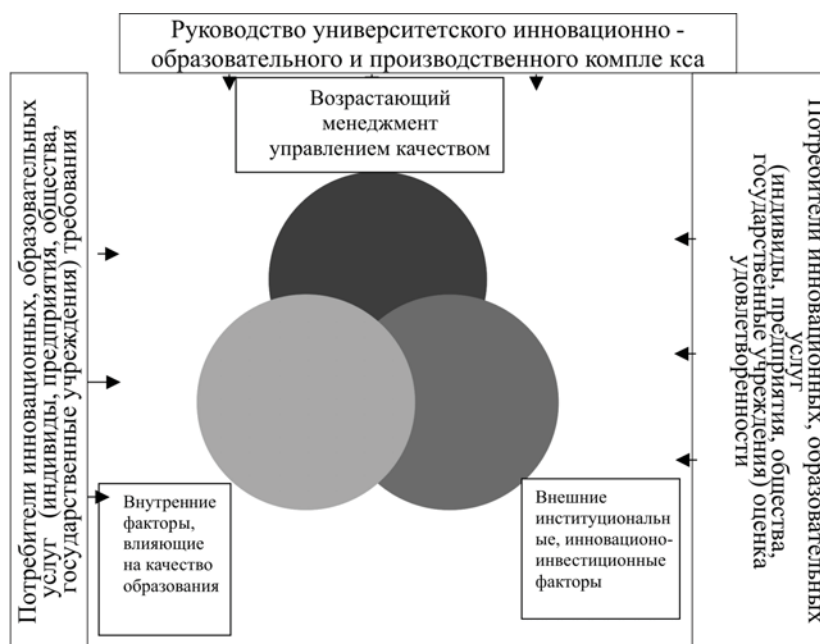 Руководство университетского инновационно -
образовательного и производственного компле кса
Возрастающий
менеджмент
управлением качеством
Потребители инновационных, образовательных
услуг (индивиды, предприятия, общества,
государственные учреждения) требования
Потребители инновационных, образовательных
услуг
(индивиды, предприятия, общества,
государственные учреждения) оценка
удовлетворенности
Внутренние
факторы,
влияющие
на качество
образования
Внешние
институциональ
ные, инновационо-
инвестиционные
факторы